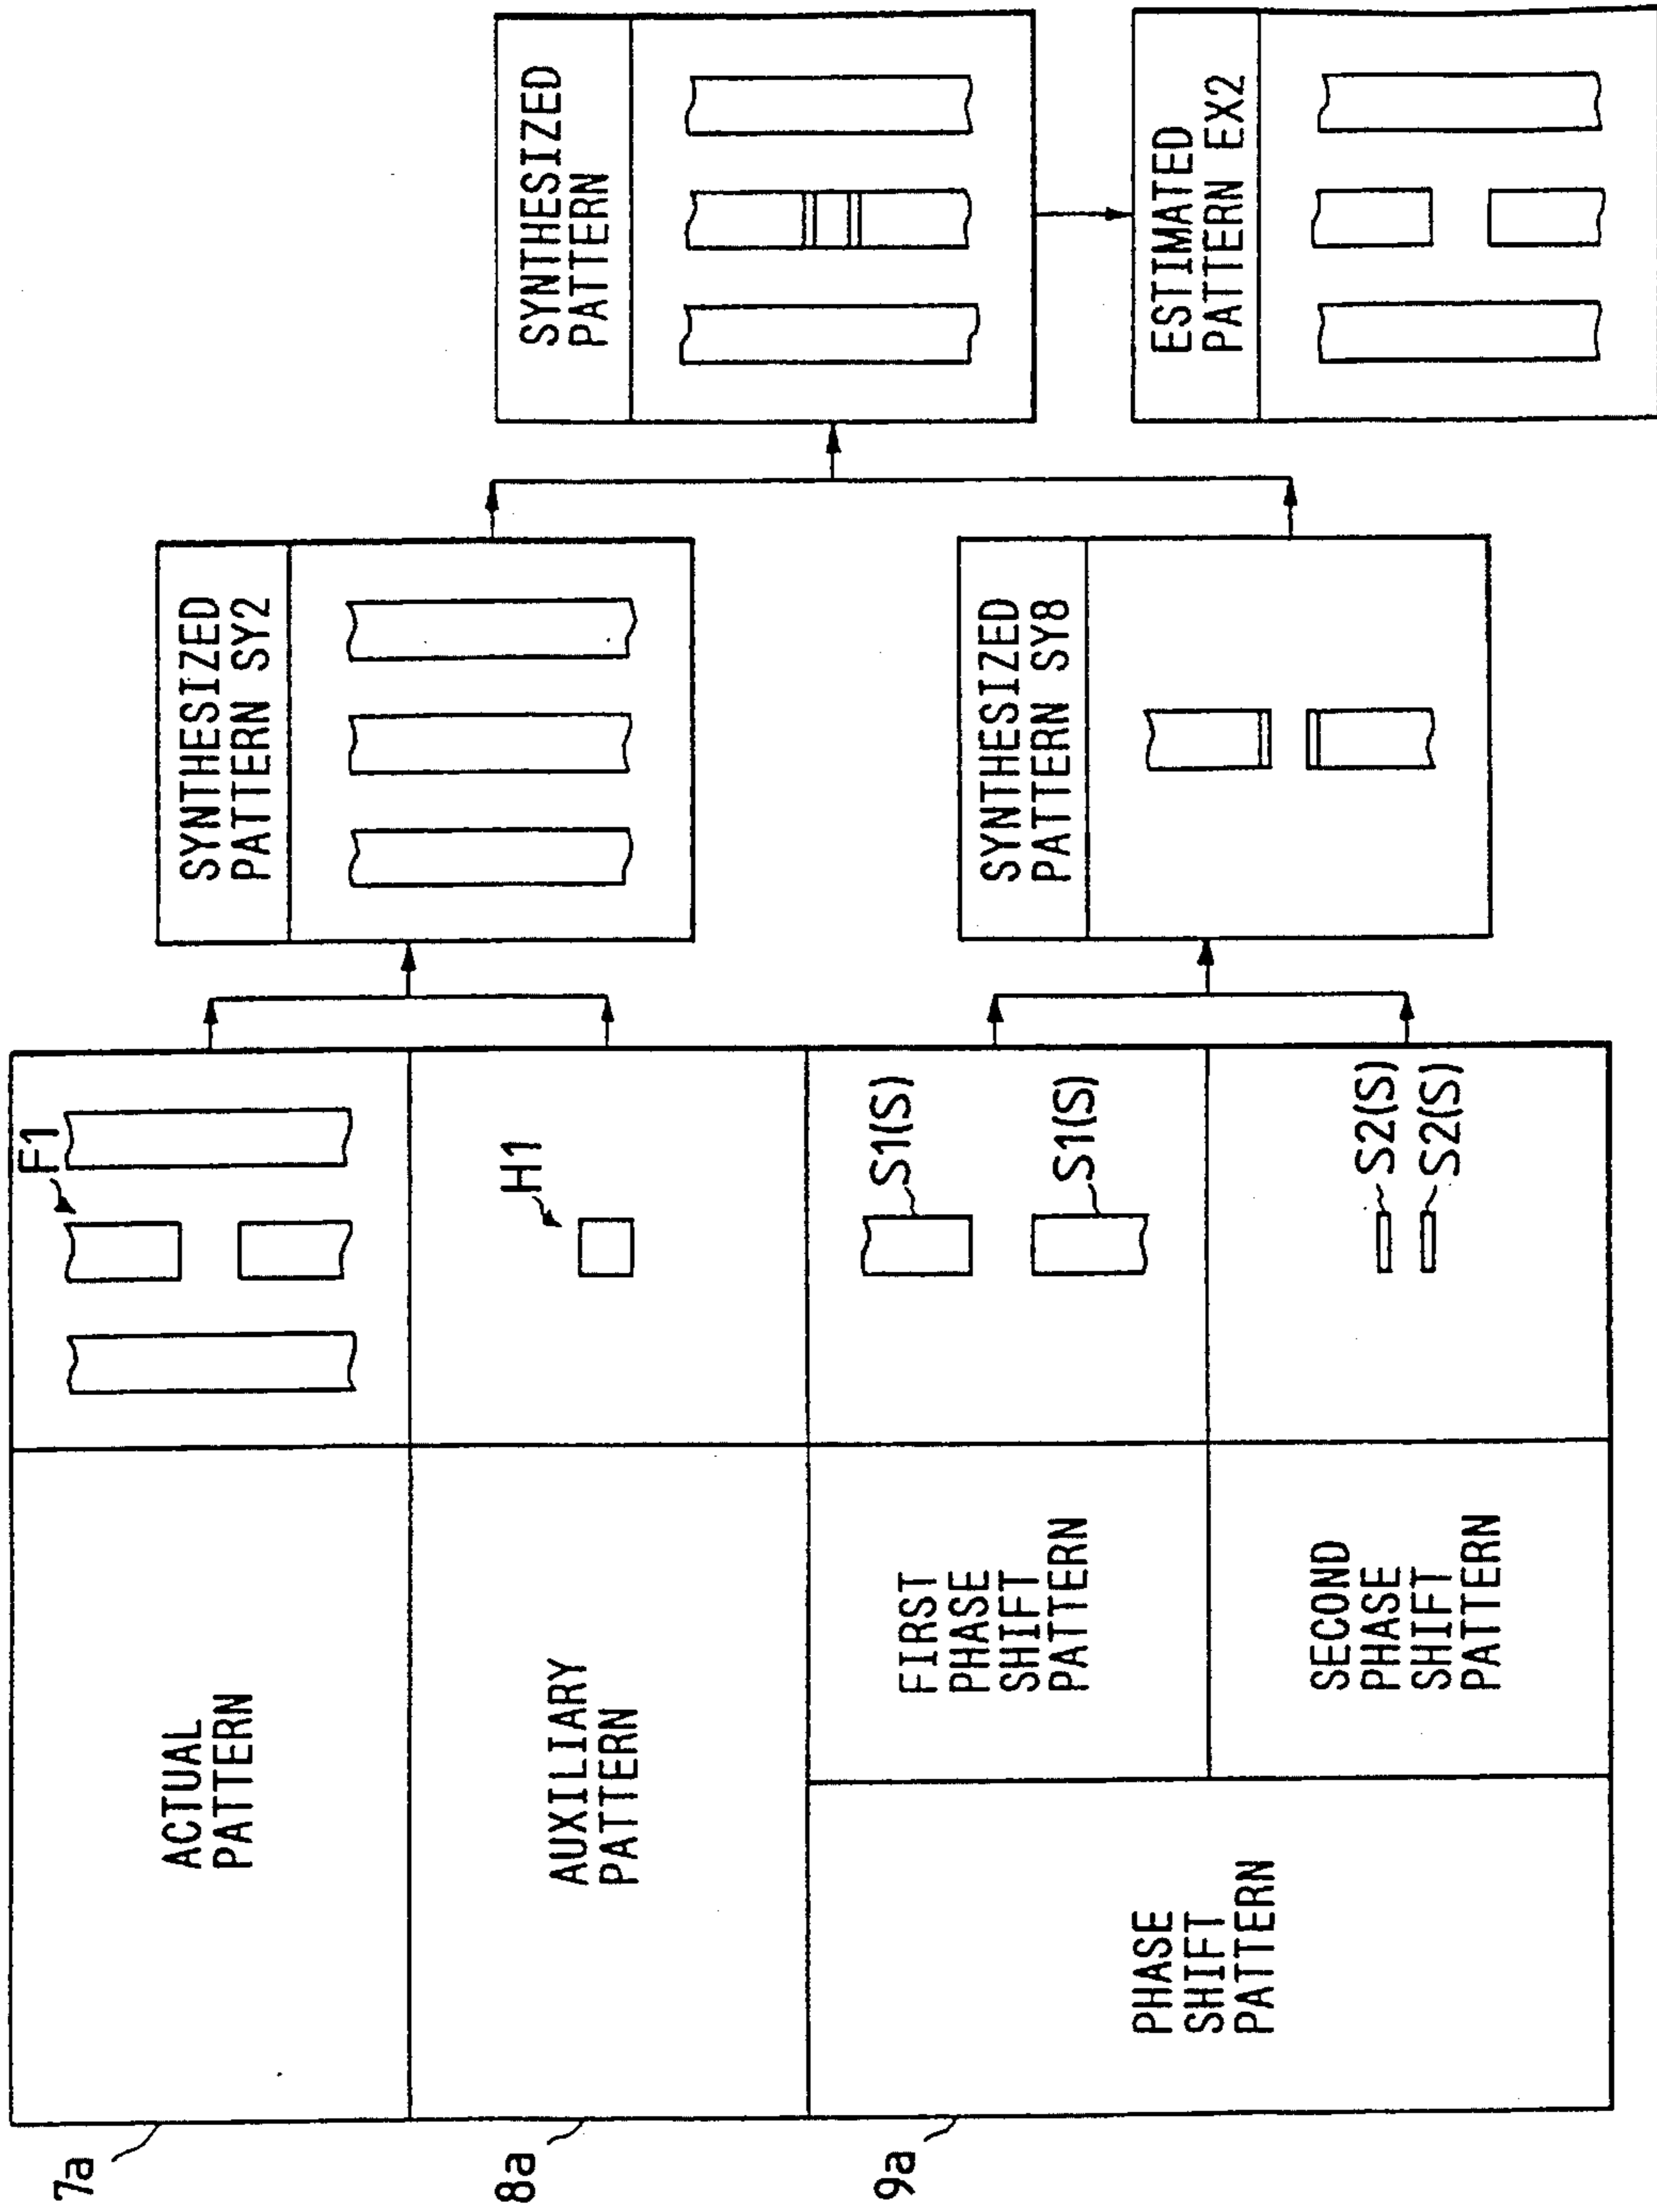 7a
ACTUAL
PATTERN
F1
8a
AUXILIARY
PATTERN
H1
9a
PHASE
SHIFT
PATTERN
FIRST
PHASE
SHIFT
PATTERN
S1(S)
S1(S)
SECOND
PHASE
SHIFT
PATTERN
S2(S)
S2(S)
SYNTHESIZED
PATTERN SY2
SYNTHESIZED
PATTERN SY8
SYNTHESIZED
PATTERN
ESTIMATED
PATTERN EX2